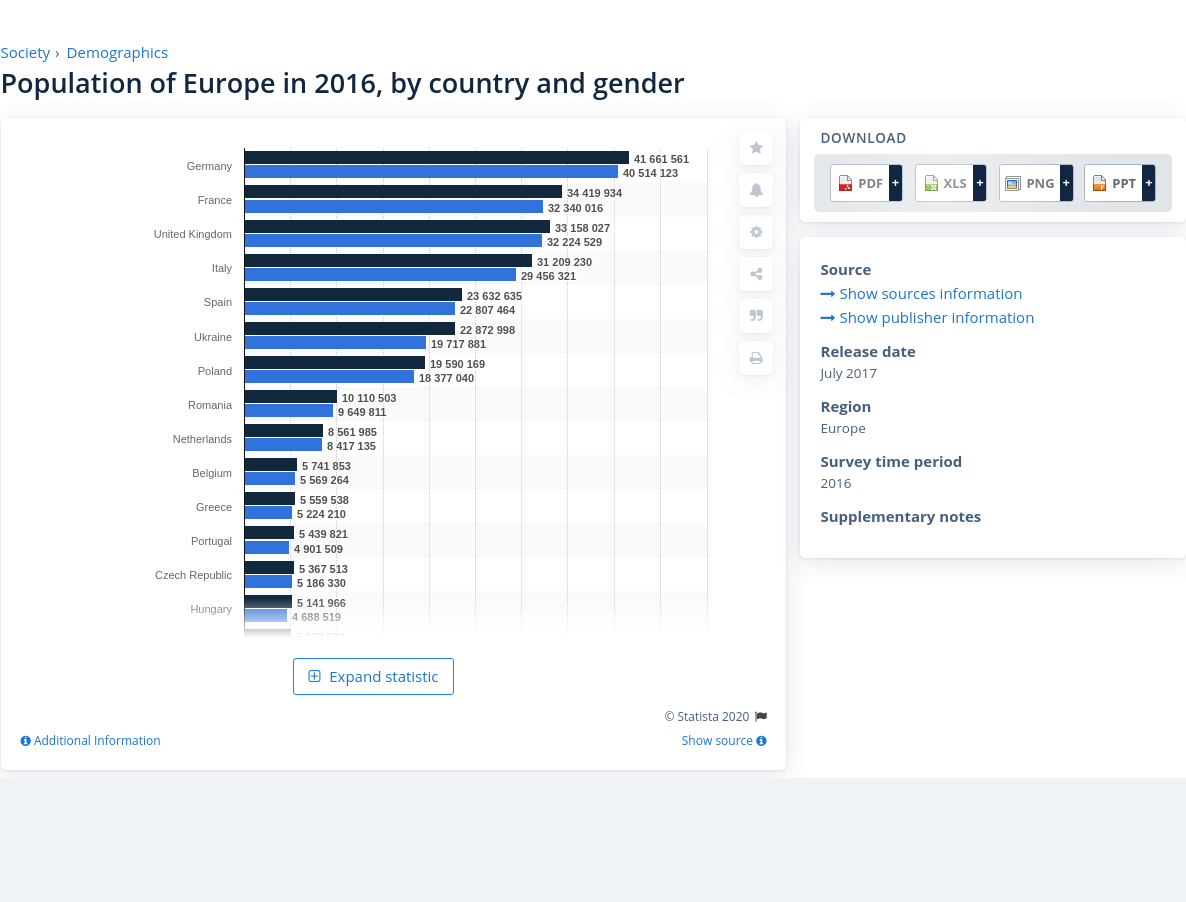 Society › Demographics
Population of Europe in 2016, by country and gender
Germany
41 661 561
40 514 123
France
34 419 934
32 340 016
United Kingdom
33 158 027
32 224 529
Italy
31 209 230
29 456 321
Spain
23 632 635
22 807 464
Ukraine
22 872 998
19 717 881
Poland
19 590 169
18 377 040
Romania
10 110 503
9 649 811
Netherlands
8 561 985
8 417 135
Belgium
5 741 853
5 569 264
Greece
5 559 538
5 224 210
Portugal
5 439 821
4 901 509
Czech Republic
5 367 513
5 186 330
Hungary
5 141 966
4 688 519
Expand statistic
© Statista 2020
Additional Information
Show source
DOWNLOAD
PDF + XLS + PNG + PPT +
Source
Show sources information
Show publisher information
Release date
July 2017
Region
Europe
Survey time period
2016
Supplementary notes